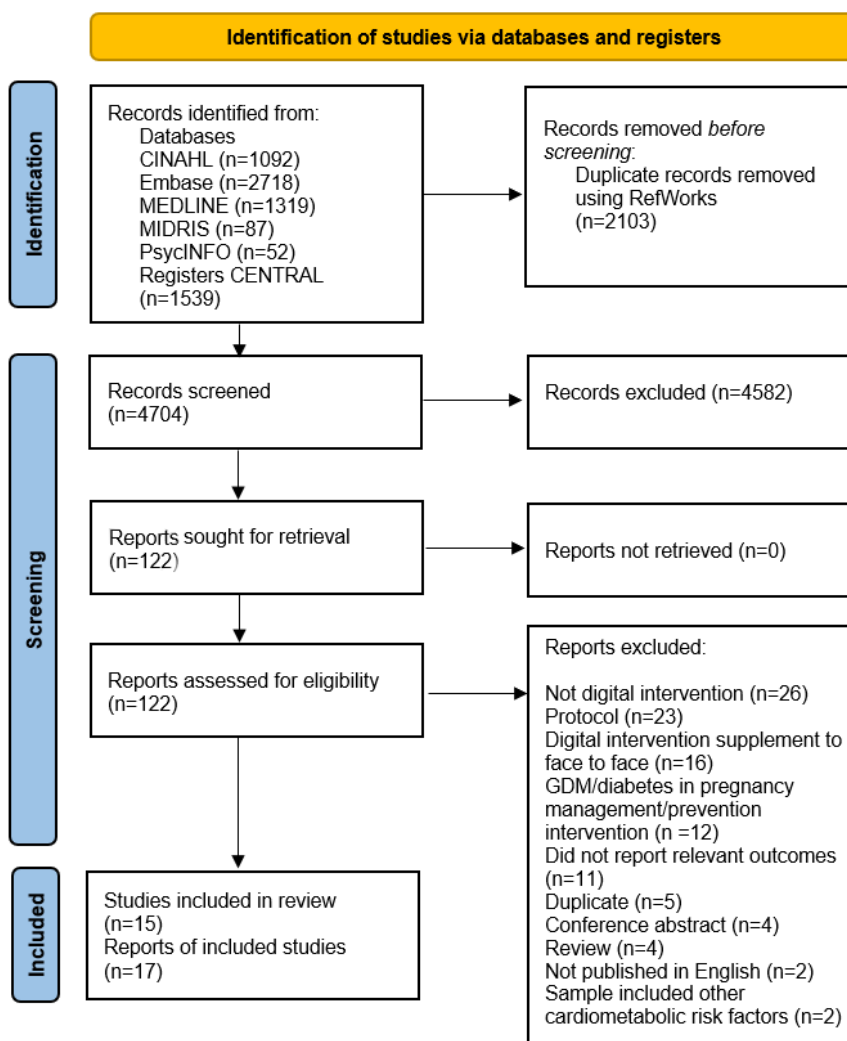 Identification of studies via databases and registers
Identification
Records identified from:
Databases
CINAHL (n=1092)
Embase (n=2718)
MEDLINE (n=1319)
MIDRIS (n=87)
PsycINFO (n=52)
Registers CENTRAL
(n=1539)
Records removed before
screening:
Duplicate records removed
using RefWorks
(n=2103)
Screening
Records screened
(n=4704)
Records excluded (n=4582)
Reports sought for retrieval
(n=122)
Reports not retrieved (n=0)
Reports assessed for eligibility
(n=122)
Reports excluded:
Not digital intervention (n=26)
Protocol (n=23)
Digital intervention supplement to
face to face (n=16)
GDM/diabetes in pregnancy
management/prevention
intervention (n =12)
Did not report relevant outcomes
(n=11)
Duplicate (n=5)
Conference abstract (n=4)
Review (n=4)
Not published in English (n=2)
Sample included other
cardiometabolic risk factors (n=2)
Included
Studies included in review
(n=15)
Reports of included studies
(n=17)